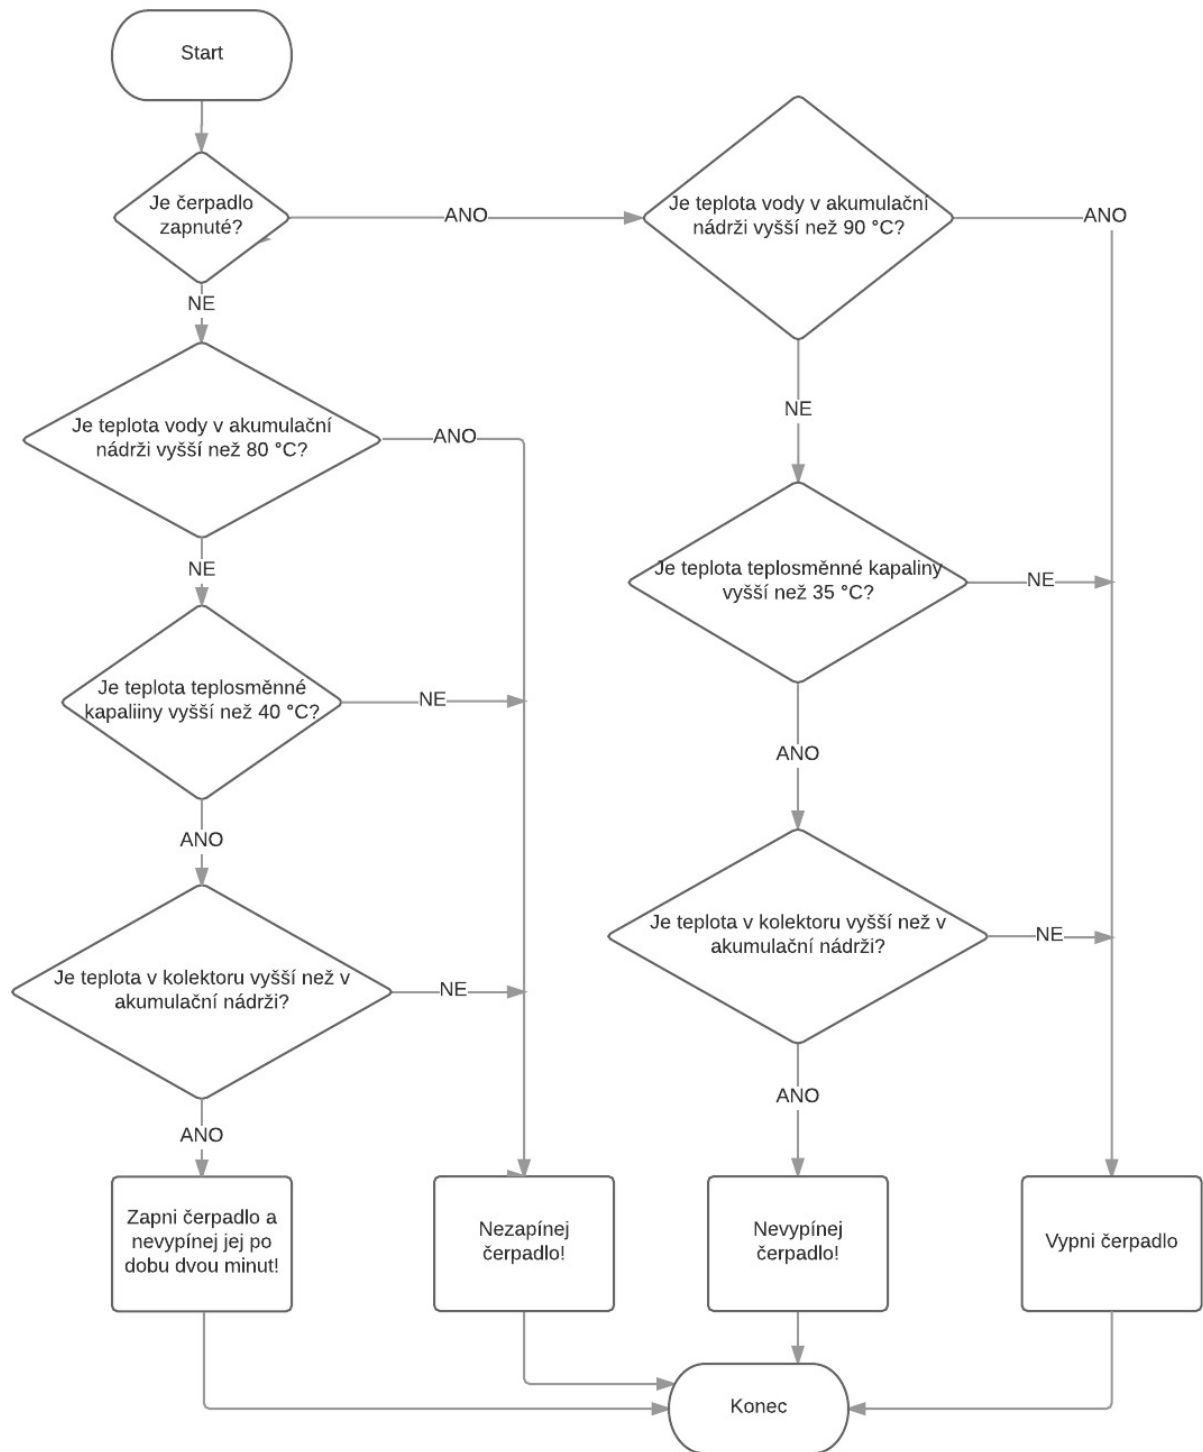 Start
Je čerpadlo
zapnuté?
ANO
Je teplota vody v akumulační
nádrži vyšší než 90 °C?
ANO
NE
Je teplota vody v akumulační
nádrži vyšší než 80 °C?
ANO
NE
NE
Je teplota teplosměnné kapaliny
vyšší než 35 °C?
NE
Je teplota teplosměnné
kapaliiny vyšší než 40 °C?
NE
ANO
ANO
Je teplota v kolektoru vyšší než v
akumulační nádrži?
NE
Je teplota v kolektoru vyšší než v
akumulační nádrži?
NE
ANO
ANO
Zapni čerpadlo a
nevypínej jej po
dobu dvou minut!
Nezapínej
čerpadlo!
Nevypínej
čerpadlo!
Vypni čerpadlo
Konec